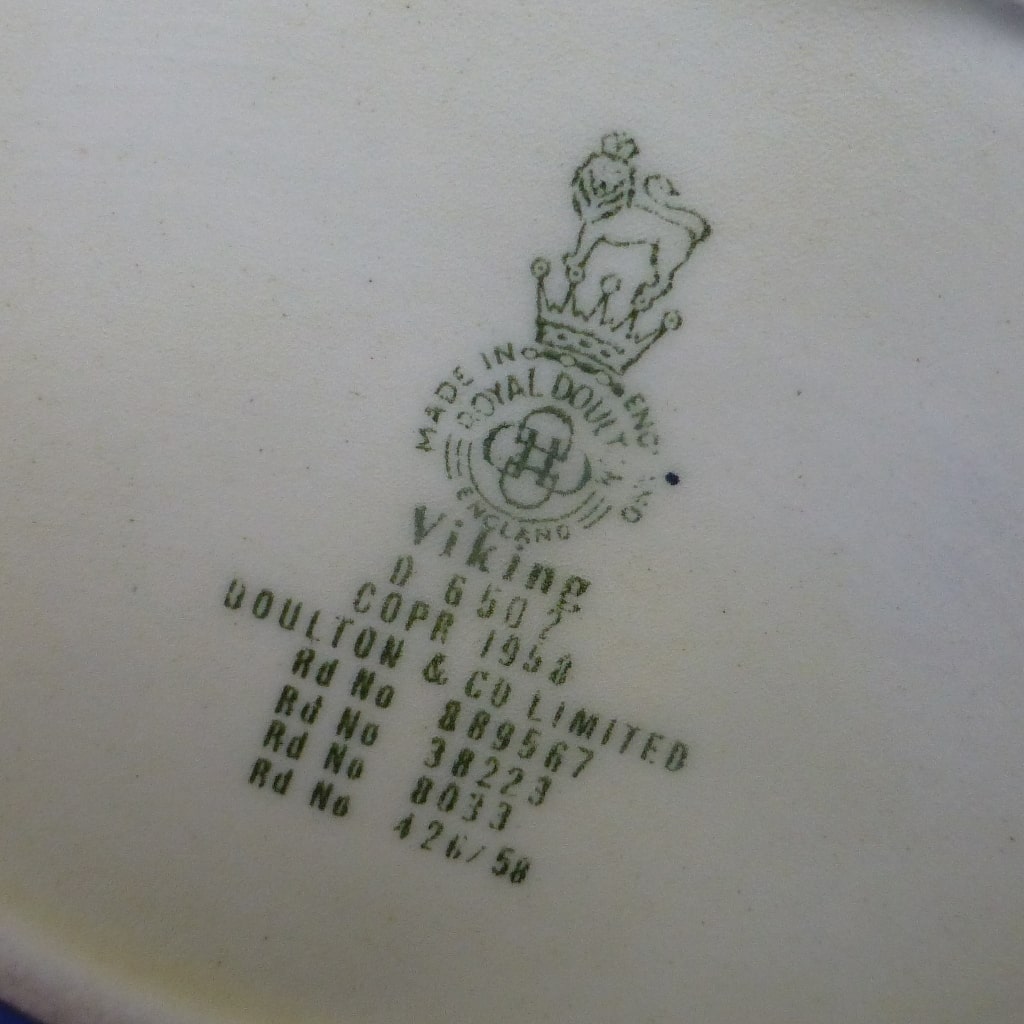 MADE IN ENGLAND
ROYAL DOULTON
ENGLAND
Viking
D 6502
COPR 1958
DOULTON & CO LIMITED
Rd No 889567
Rd No 38223
Rd No 8033
Rd No 426/58